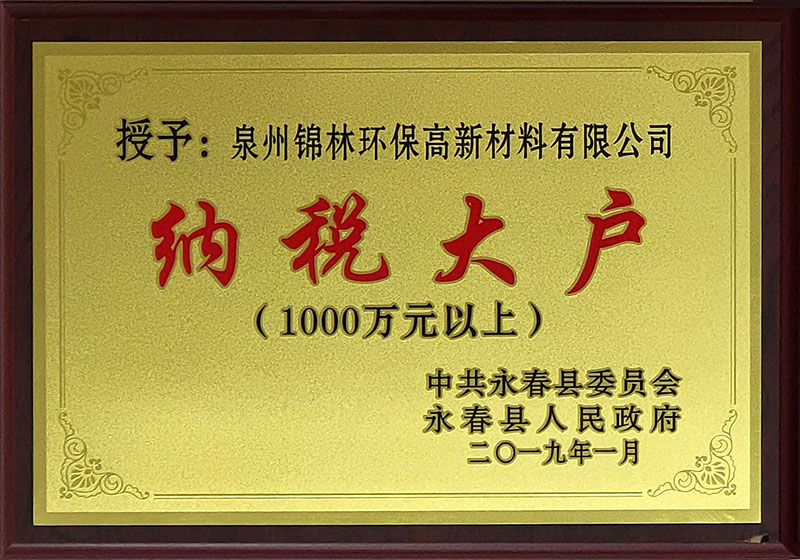 授予：泉州锦林环保高新材料有限公司
纳税大户
（1000万元以上）
中共永春县委员会
永春县人民政府
二〇一九年一月